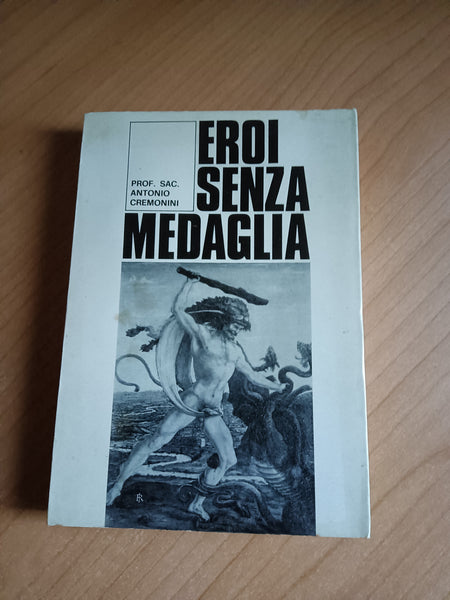 EROI
SENZA
MEDAGLIA
PROF. SAC.
ANTONIO
CREMONINI